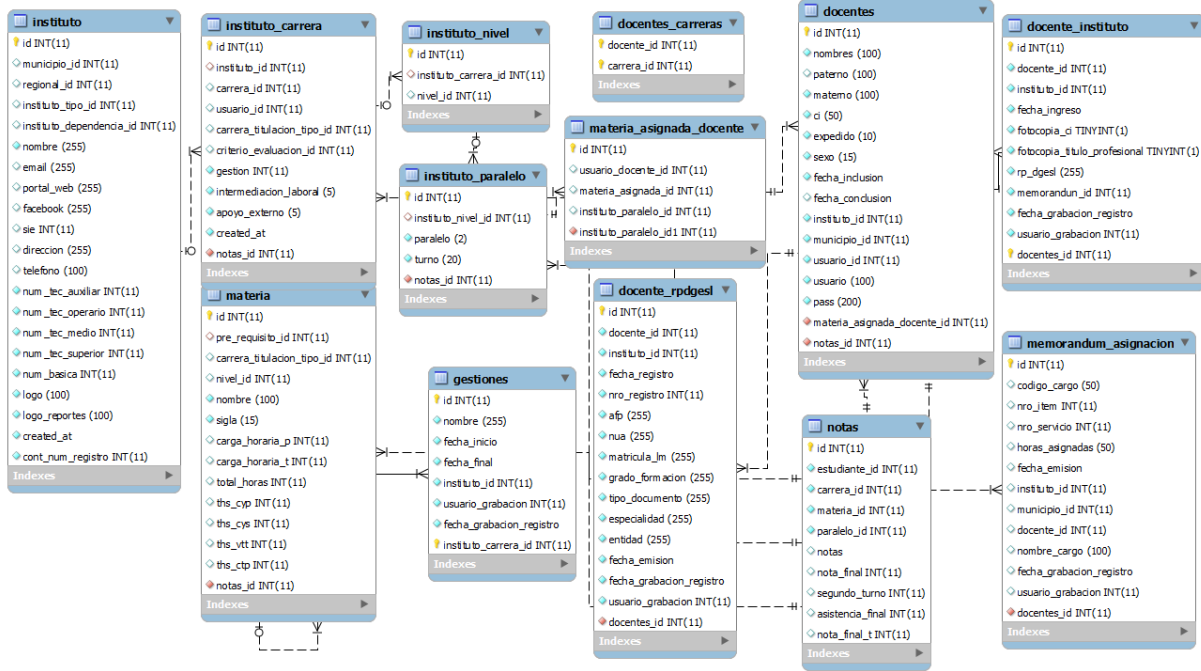 instituto
id INT(11)
municipio_id INT(11)
regional_id INT(11)
instituto_tipo_id INT(11)
instituto_dependencia_id INT(11)
nombre (255)
email (255)
portal_web (255)
facebook (255)
sie INT(11)
direccion (255)
telefono (100)
num_tec_auxiliar INT(11)
num_tec_operario INT(11)
num_tec_medio INT(11)
num_tec_superior INT(11)
num_basica INT(11)
logo (100)
logo_reportes (100)
created_at
cont_num_registro INT(11)
Indexes
instituto_carrera
id INT(11)
instituto_id INT(11)
carrera_id INT(11)
usuario_id INT(11)
carrera_titulacion_tipo_id INT(11)
criterio_evaluacion_id INT(11)
gestion INT(11)
intermediacion_laboral (5)
apoyo_externo (5)
created_at
notas_id INT(11)
Indexes
materia
id INT(11)
pre_requisito_id INT(11)
carrera_titulacion_tipo_id INT(11)
nivel_id INT(11)
nombre (100)
sigla (15)
carga_horaria_p INT(11)
carga_horaria_t INT(11)
total_horas INT(11)
ths_cyp INT(11)
ths_cys INT(11)
ths_vtt INT(11)
ths_ctp INT(11)
notas_id INT(11)
Indexes
instituto_nivel
id INT(11)
instituto_carrera_id INT(11)
nivel_id INT(11)
Indexes
instituto_paralelo
id INT(11)
instituto_nivel_id INT(11)
paralelo (2)
turno (20)
notas_id INT(11)
Indexes
gestiones
id INT(11)
nombre (255)
fecha_inicio
fecha_final
instituto_id INT(11)
usuario_grabacion INT(11)
fecha_grabacion_registro
instituto_carrera_id INT(11)
Indexes
docentes_carreras
docente_id INT(11)
carrera_id INT(11)
Indexes
materia_asignada_docente
id INT(11)
usuario_docente_id INT(11)
materia_asignada_id INT(11)
instituto_paralelo_id INT(11)
instituto_paralelo_id1 INT(11)
Indexes
docente_rpdgesl
id INT(11)
docente_id INT(11)
instituto_id INT(11)
fecha_registro
nro_registro INT(11)
afp (255)
nua (255)
matricula_lm (255)
grado_formacion (255)
tipo_documento (255)
especialidad (255)
entidad (255)
fecha_emision
fecha_grabacion_registro
usuario_grabacion INT(11)
docentes_id INT(11)
Indexes
docentes
id INT(11)
nombres (100)
paterno (100)
materno (100)
ci (50)
expedido (10)
sexo (15)
fecha_inclusion
fecha_conclusion
instituto_id INT(11)
municipio_id INT(11)
usuario_id INT(11)
usuario (100)
pass (200)
materia_asignada_docente_id INT(11)
notas_id INT(11)
Indexes
notas
id INT(11)
estudiante_id INT(11)
carrera_id INT(11)
materia_id INT(11)
paralelo_id INT(11)
notas
nota_final INT(11)
segundo_turno INT(11)
asistencia_final INT(11)
nota_final_t INT(11)
Indexes
docente_instituto
id INT(11)
docente_id INT(11)
instituto_id INT(11)
fecha_ingreso
fotocopia_ci TINYINT(1)
fotocopia_titulo_profesional TINYINT(1)
rp_dgesl (255)
memorandun_id INT(11)
fecha_grabacion_registro
usuario_grabacion INT(11)
docentes_id INT(11)
Indexes
memorandum_asignacion
id INT(11)
codigo_cargo (50)
nro_item INT(11)
nro_servicio INT(11)
horas_asignadas (50)
fecha_emision
instituto_id INT(11)
municipio_id INT(11)
docente_id INT(11)
nombre_cargo (100)
fecha_grabacion_registro
usuario_grabacion INT(11)
docentes_id INT(11)
Indexes